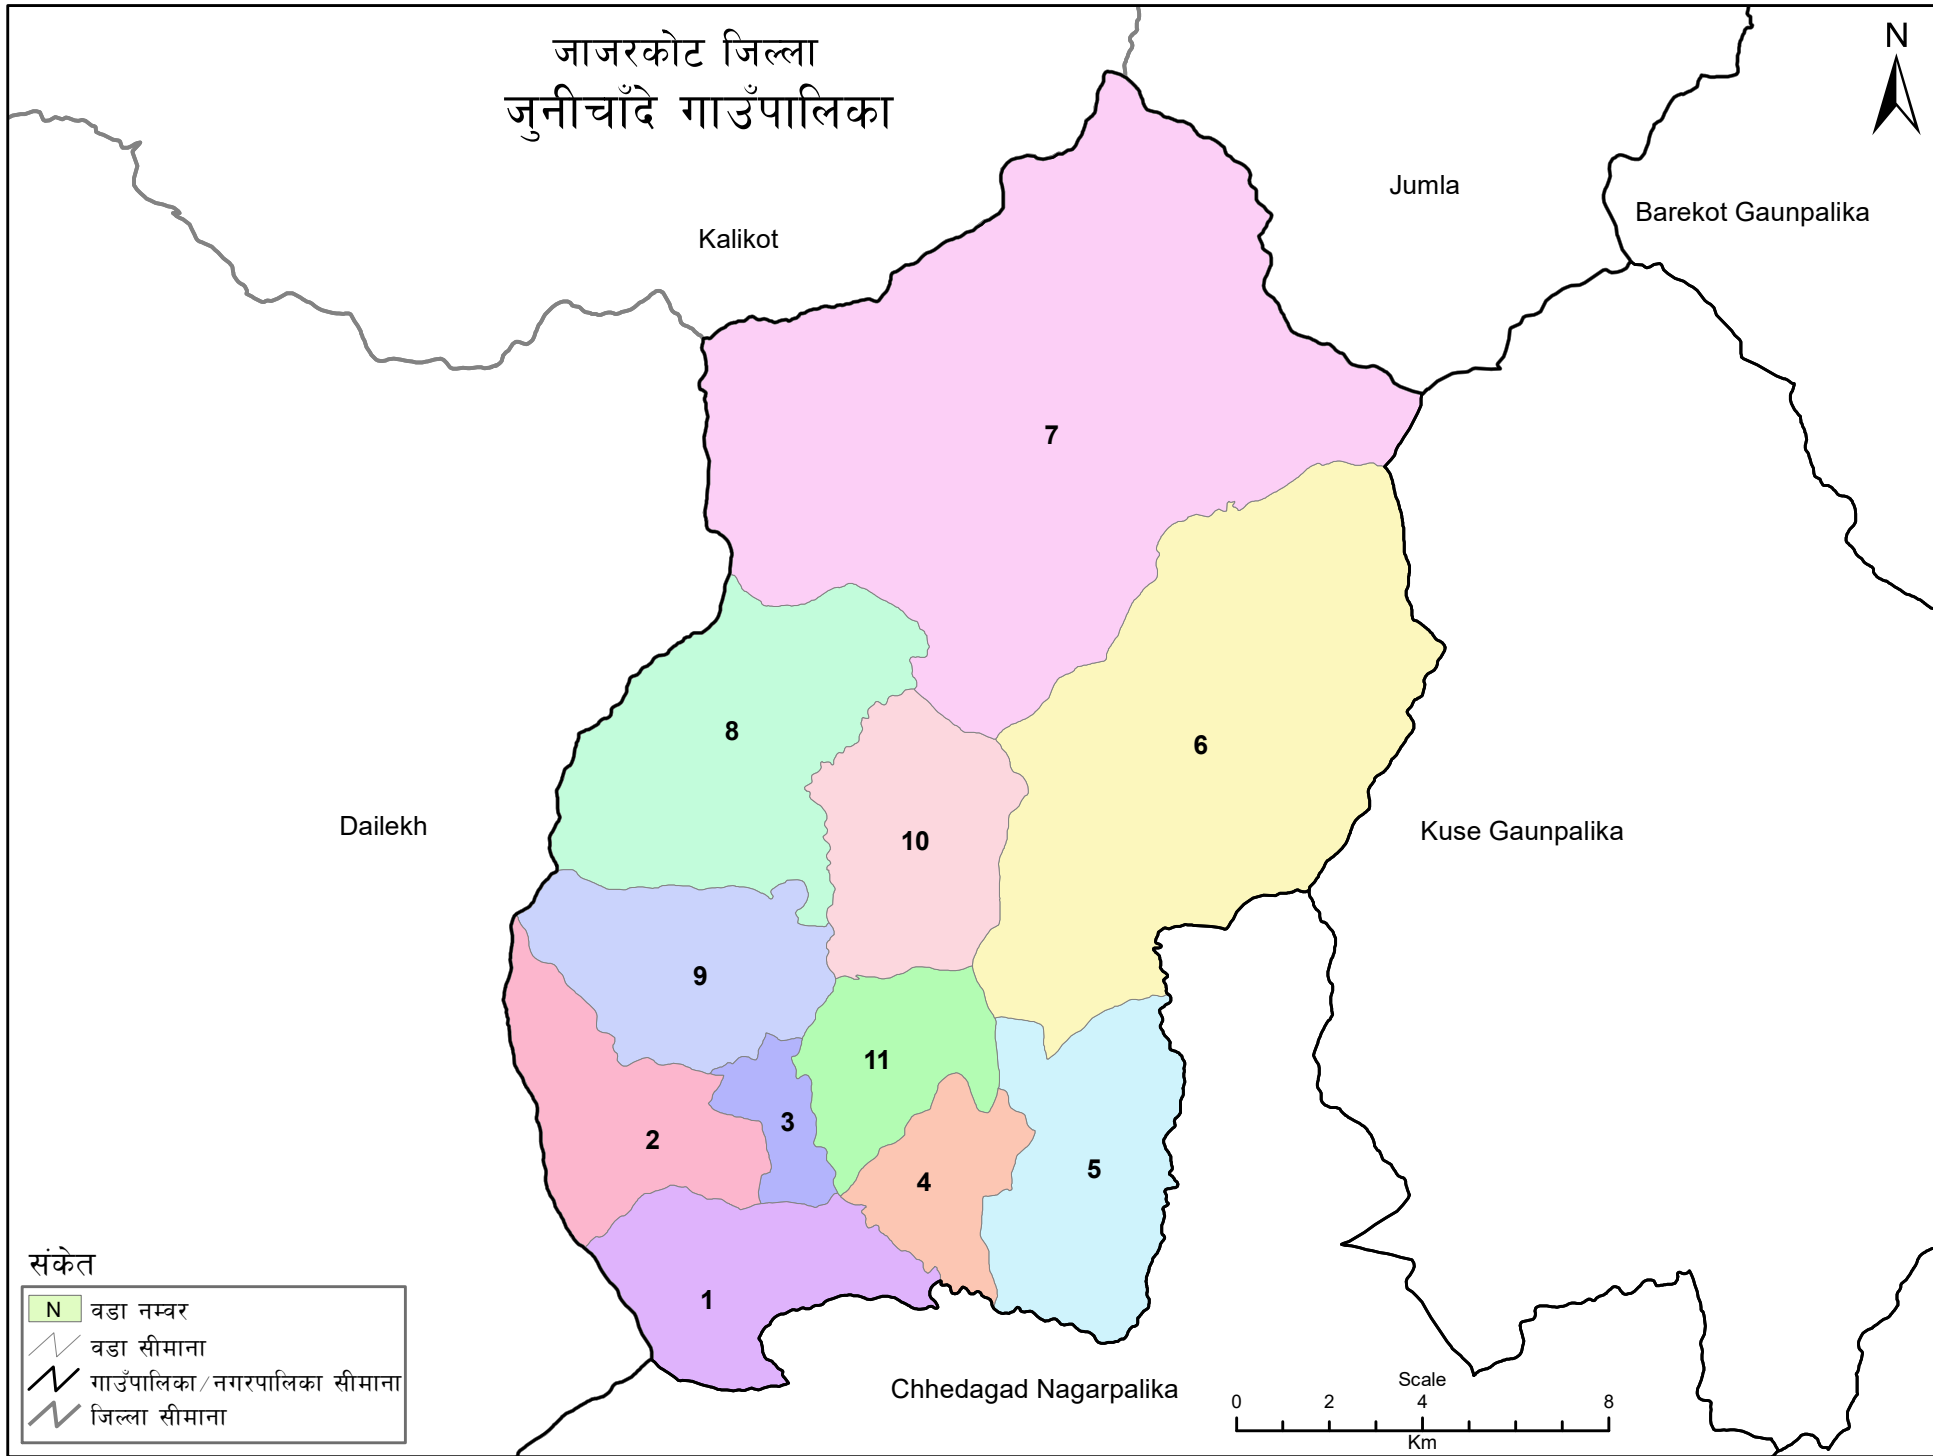 जाजरकोट जिल्ला
जुनीचाँदे गाउँपालिका
N
Jumla
Barekot Gaunpalika
Kalikot
7
8
6
Dailekh
10
Kuse Gaunpalika
9
11
3
2
5
4
1
संकेत
N वडा नम्वर
वडा सीमाना
गाउँपालिका/नगरपालिका सीमाना
जिल्ला सीमाना
Chhedagad Nagarpalika
Scale
0 2 4 8
Km